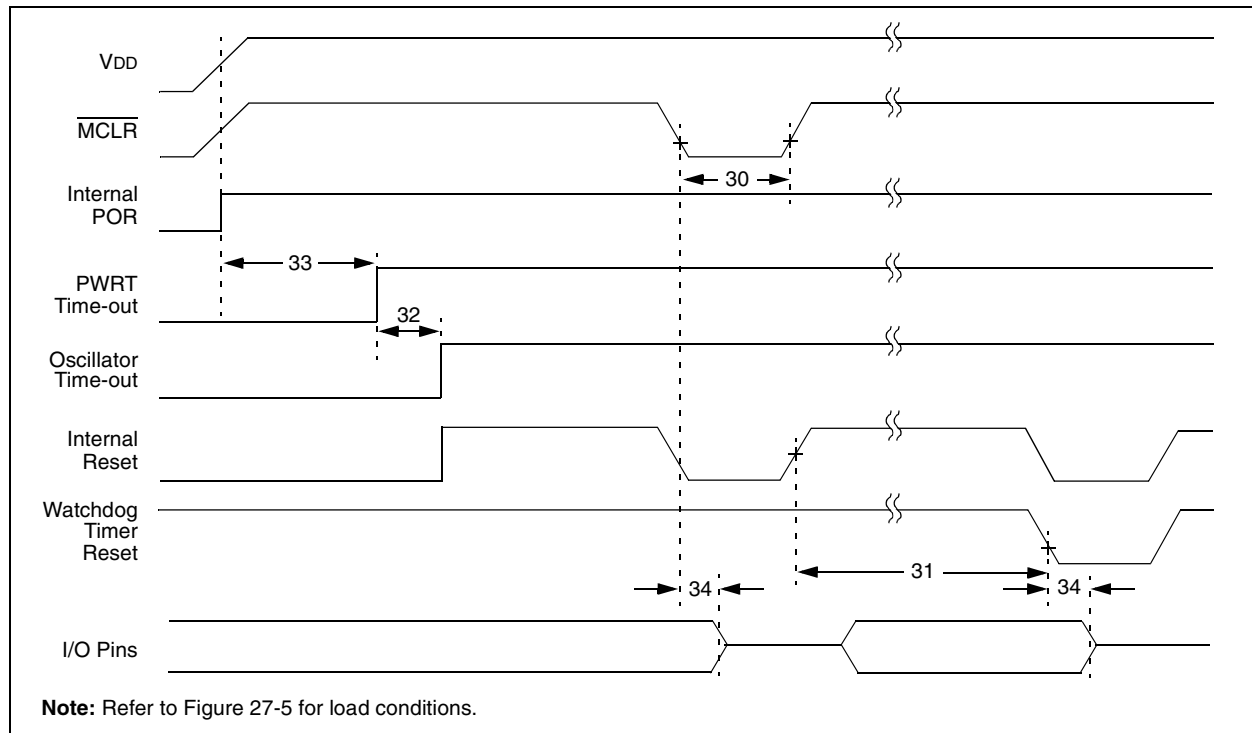 VDD
MCLR
30
Internal
POR
33
PWRT
Time-out
32
Oscillator
Time-out
Internal
Reset
Watchdog
Timer
Reset
31
34
34
I/O Pins
Note: Refer to Figure 27-5 for load conditions.